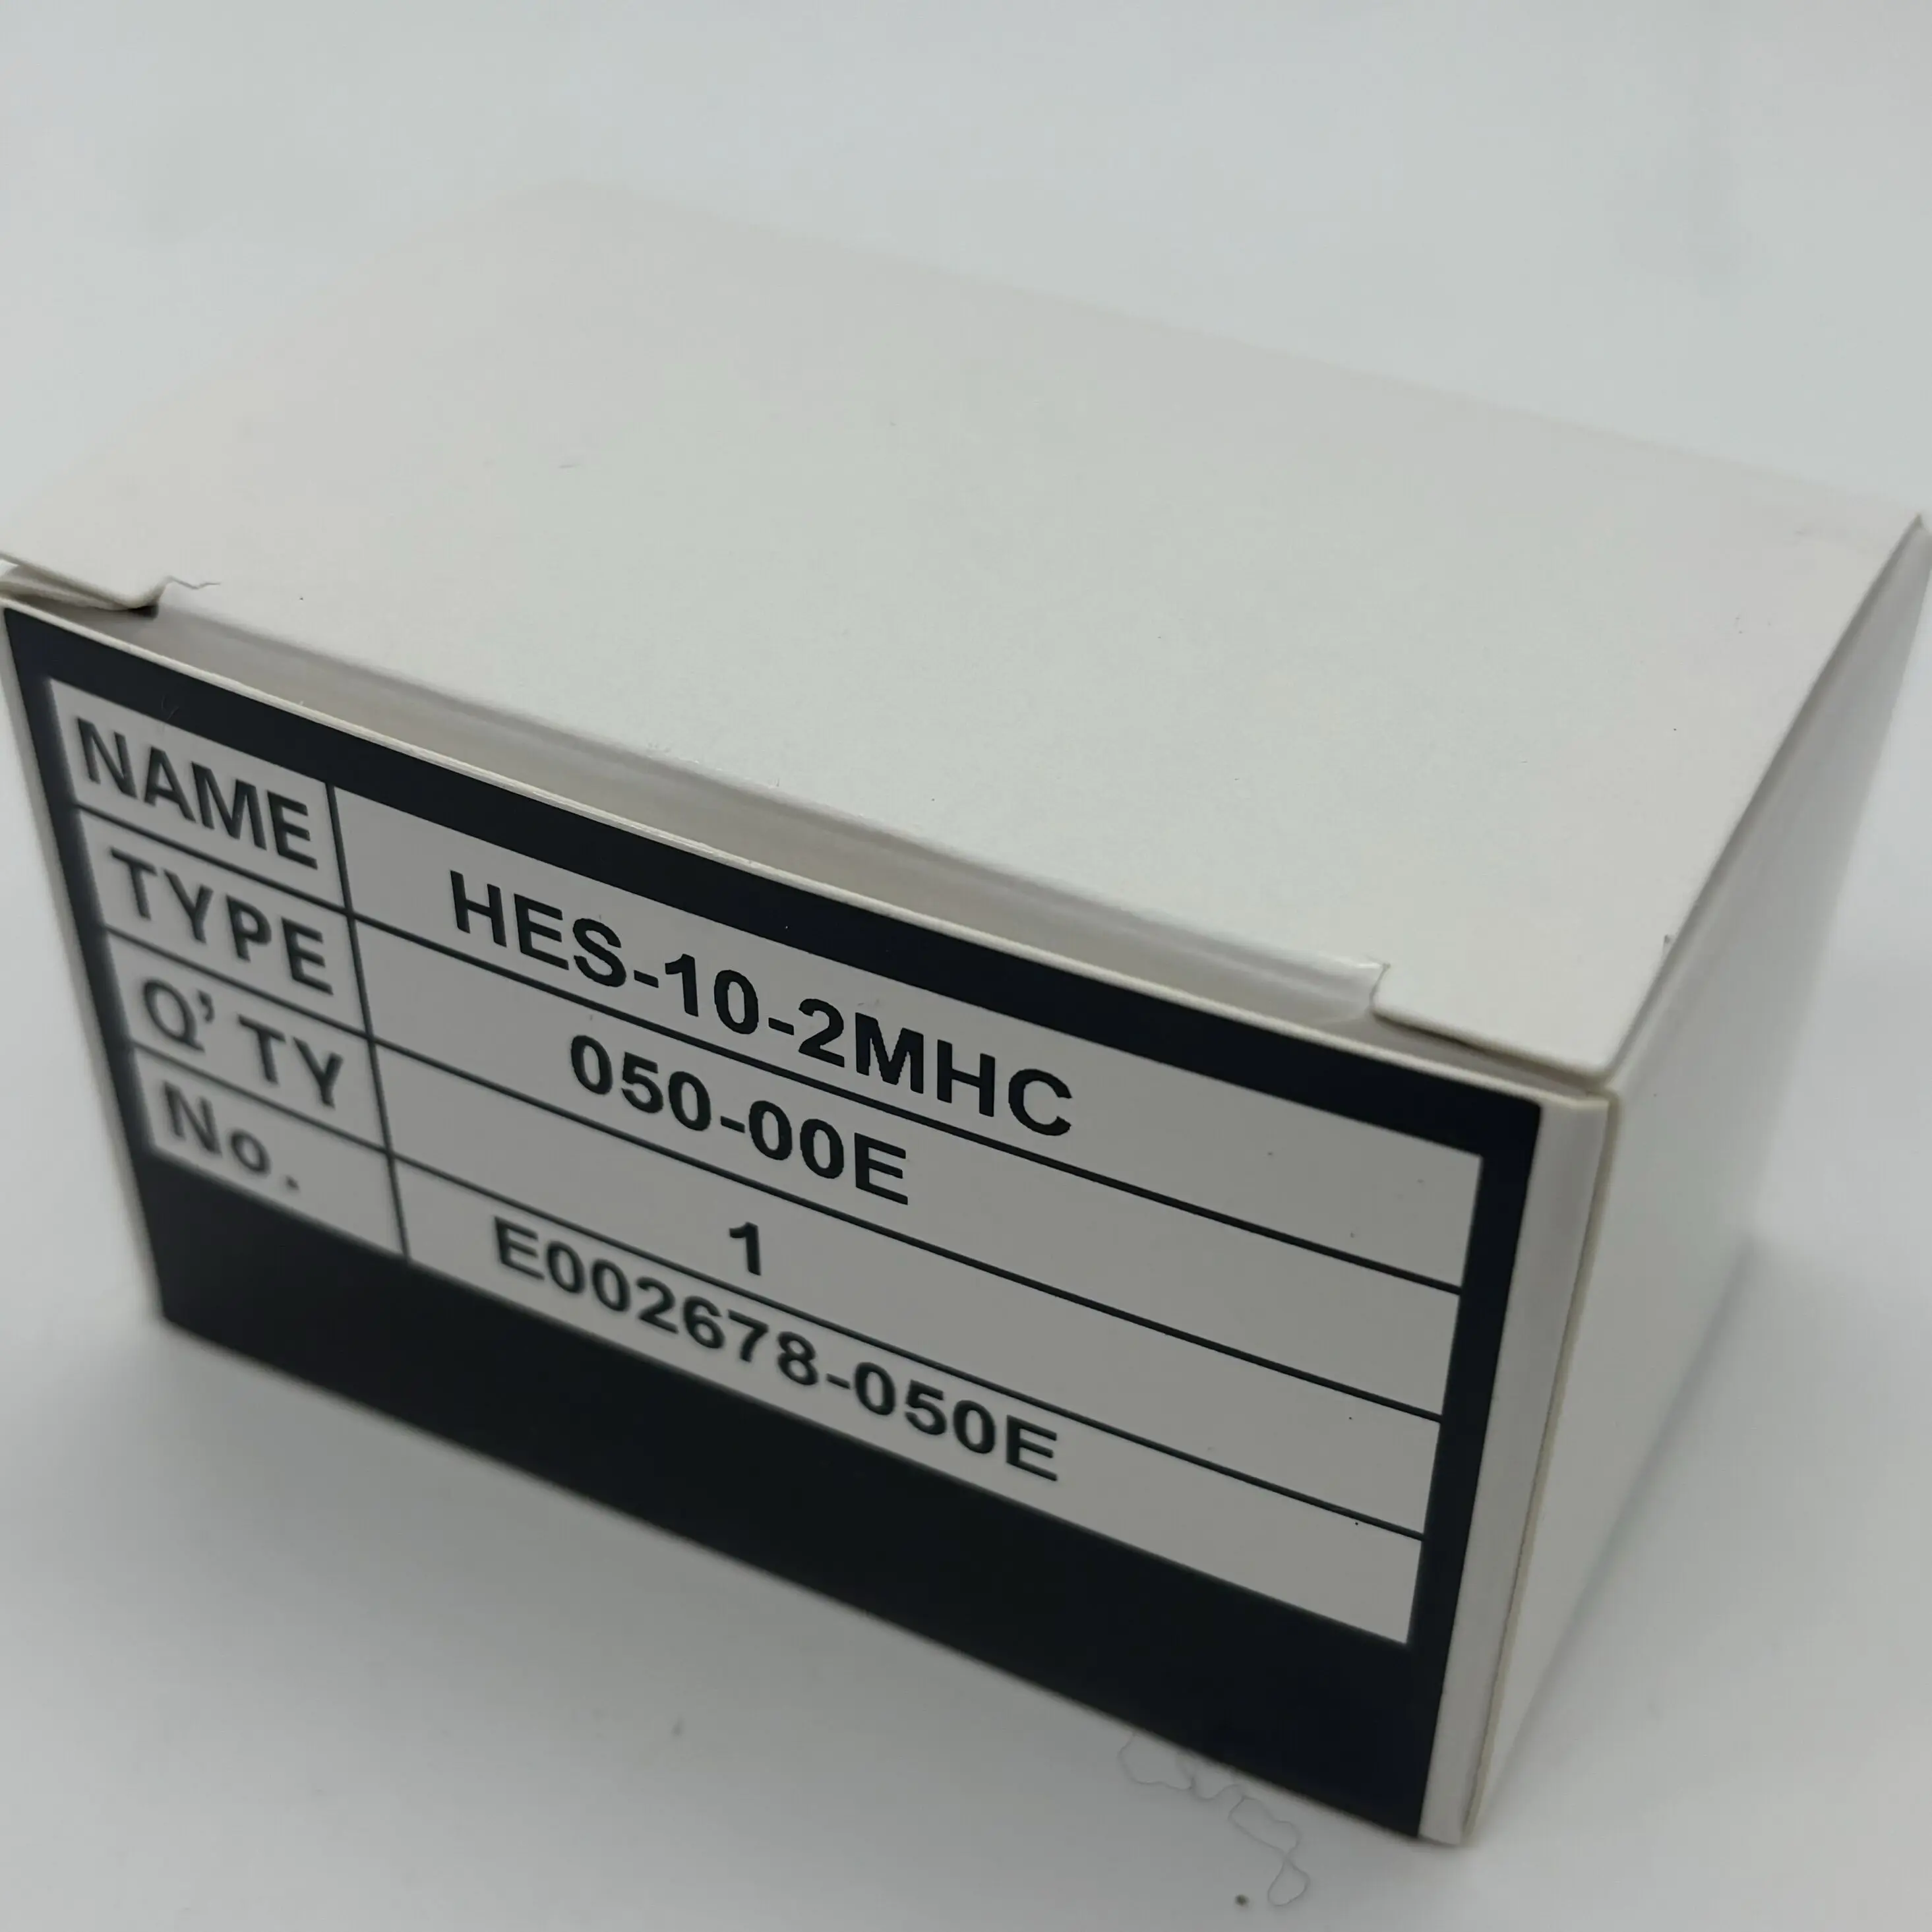 NAME HES-10-2MHC
TYPE 050-00E
Q'TY 1
No. E002678-050E